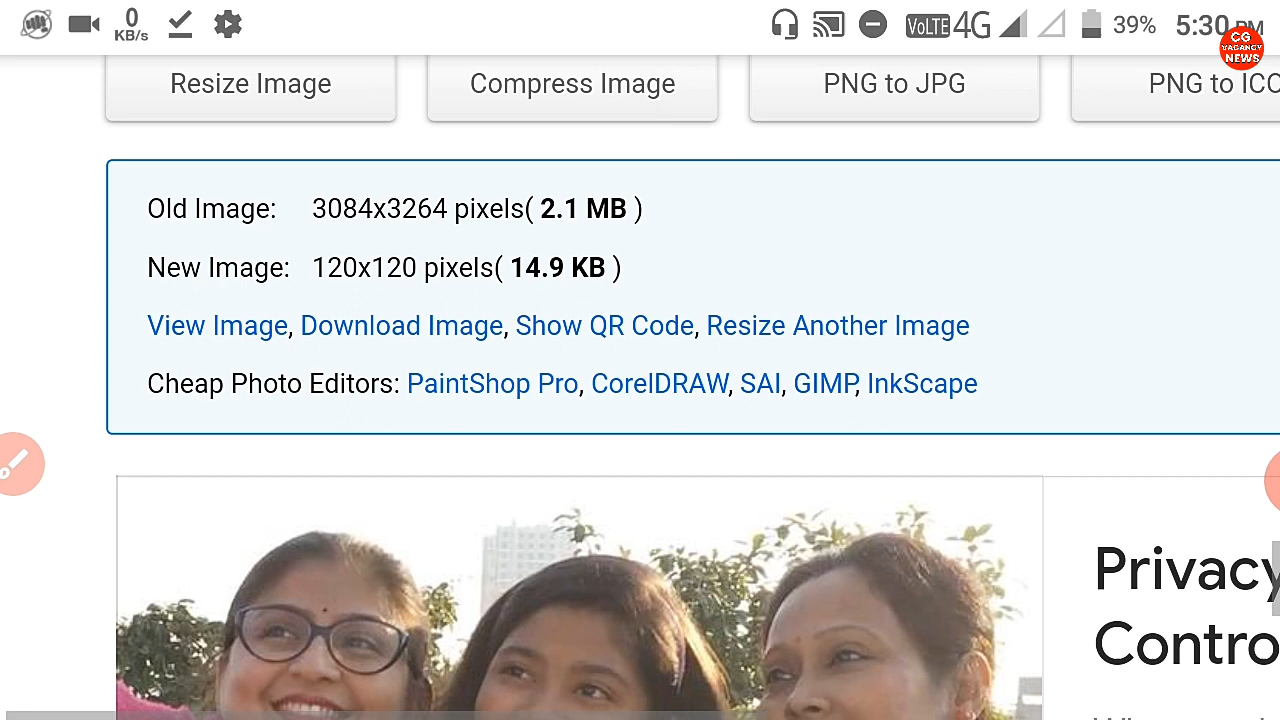 0
KB/s
VoLTE 4G 39% 5:30 PM
CG
VACANCY
NEWS
Resize Image Compress Image PNG to JPG PNG to ICO
Old Image: 3084x3264 pixels( 2.1 MB )
New Image: 120x120 pixels( 14.9 KB )
View Image, Download Image, Show QR Code, Resize Another Image
Cheap Photo Editors: PaintShop Pro, CorelDRAW, SAI, GIMP, InkScape
Privacy
Contro